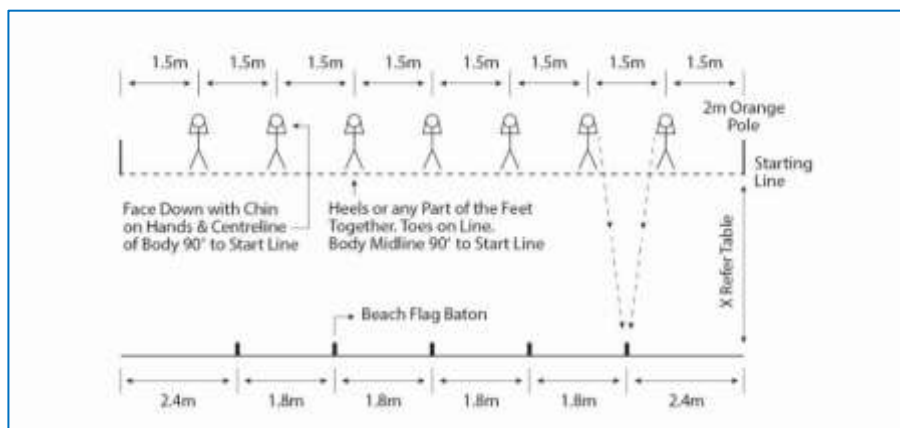 1.5m 1.5m 1.5m 1.5m 1.5m 1.5m 1.5m 1.5m
2m Orange
Pole
Starting
Line
Face Down with Chin
on Hands & Centreline
of Body 90° to Start Line
Heels or any Part of the Feet
Together. Toes on Line.
Body Midline 90° to Start Line
X Refer Table
Beach Flag Baton
2.4m 1.8m 1.8m 1.8m 1.8m 2.4m